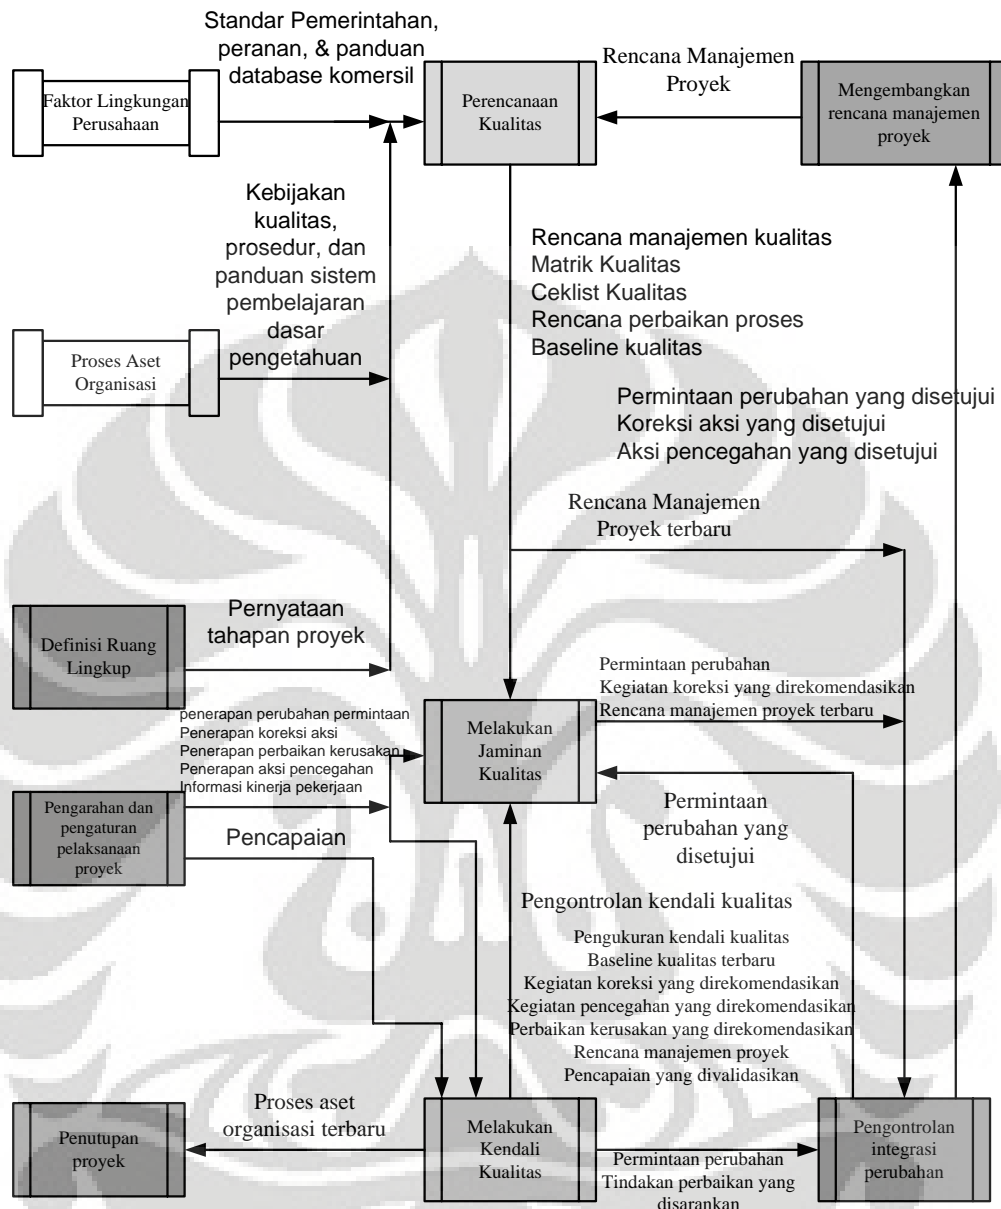 Standar Pemerintahan,
peranan, & panduan
database komersil
Rencana Manajemen
Proyek
Faktor Lingkungan
Perusahaan
Perencanaan
Kualitas
Mengembangkan
rencana manajemen
proyek
Kebijakan
kualitas,
prosedur, dan
panduan sistem
pembelajaran
dasar
pengetahuan
Rencana manajemen kualitas
Matrik Kualitas
Ceklist Kualitas
Rencana perbaikan proses
Baseline kualitas
Proses Aset
Organisasi
Permintaan perubahan yang disetujui
Koreksi aksi yang disetujui
Aksi pencegahan yang disetujui
Rencana Manajemen
Proyek terbaru
Definisi Ruang
Lingkup
Pernyataan
tahapan proyek
Permintaan perubahan
Kegiatan koreksi yang direkomendasikan
Rencana manajemen proyek terbaru
penerapan perubahan permintaan
Penerapan koreksi aksi
Penerapan perbaikan kerusakan
Penerapan aksi pencegahan
Informasi kinerja pekerjaan
Melakukan
Jaminan
Kualitas
Pengarahan dan
pengaturan
pelaksanaan
proyek
Pencapaian
Permintaan
perubahan yang
disetujui
Pengontrolan kendali kualitas
Pengukuran kendali kualitas
Baseline kualitas terbaru
Kegiatan koreksi yang direkomendasikan
Kegiatan pencegahan yang direkomendasikan
Perbaikan kerusakan yang direkomendasikan
Rencana manajemen proyek
Pencapaian yang divalidasikan
Penutupan
proyek
Proses aset
organisasi terbaru
Melakukan
Kendali
Kualitas
Pengontrolan
integrasi
perubahan
Permintaan perubahan
Tindakan perbaikan yang
disarankan